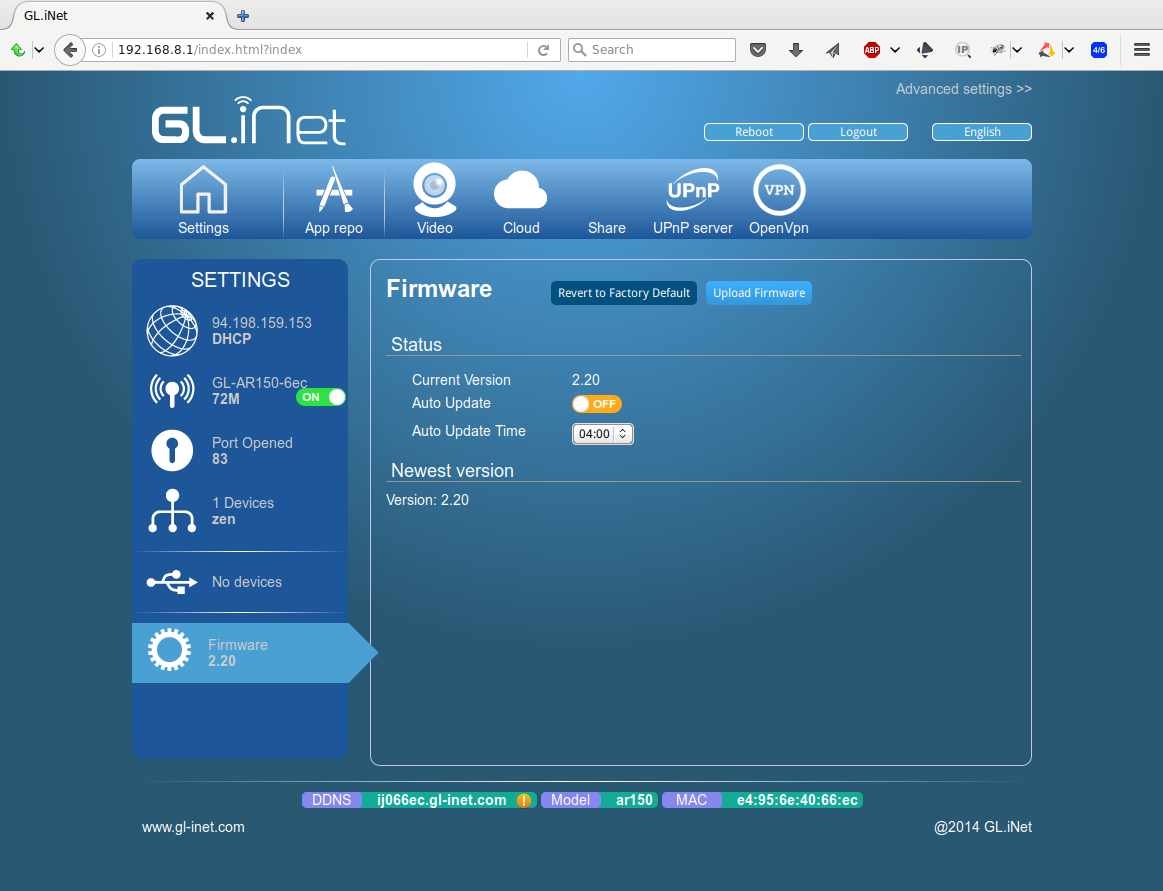 GL.iNet
192.168.8.1/index.html?index
Search
ABP
IP
4/6
Advanced settings >>
GL.iNet
Reboot
Logout
English
UPnP
VPN
Settings
App repo
Video
Cloud
Share
UPnP server
OpenVpn
SETTINGS
94.198.159.153
DHCP
GL-AR150-6ec
72M
ON
Port Opened
83
1 Devices
zen
No devices
Firmware
2.20
Firmware
Revert to Factory Default
Upload Firmware
Status
Current Version 2.20
Auto Update OFF
Auto Update Time 04:00
Newest version
Version: 2.20
DDNS ij066ec.gl-inet.com ! Model ar150 MAC e4:95:6e:40:66:ec
www.gl-inet.com
@2014 GL.iNet